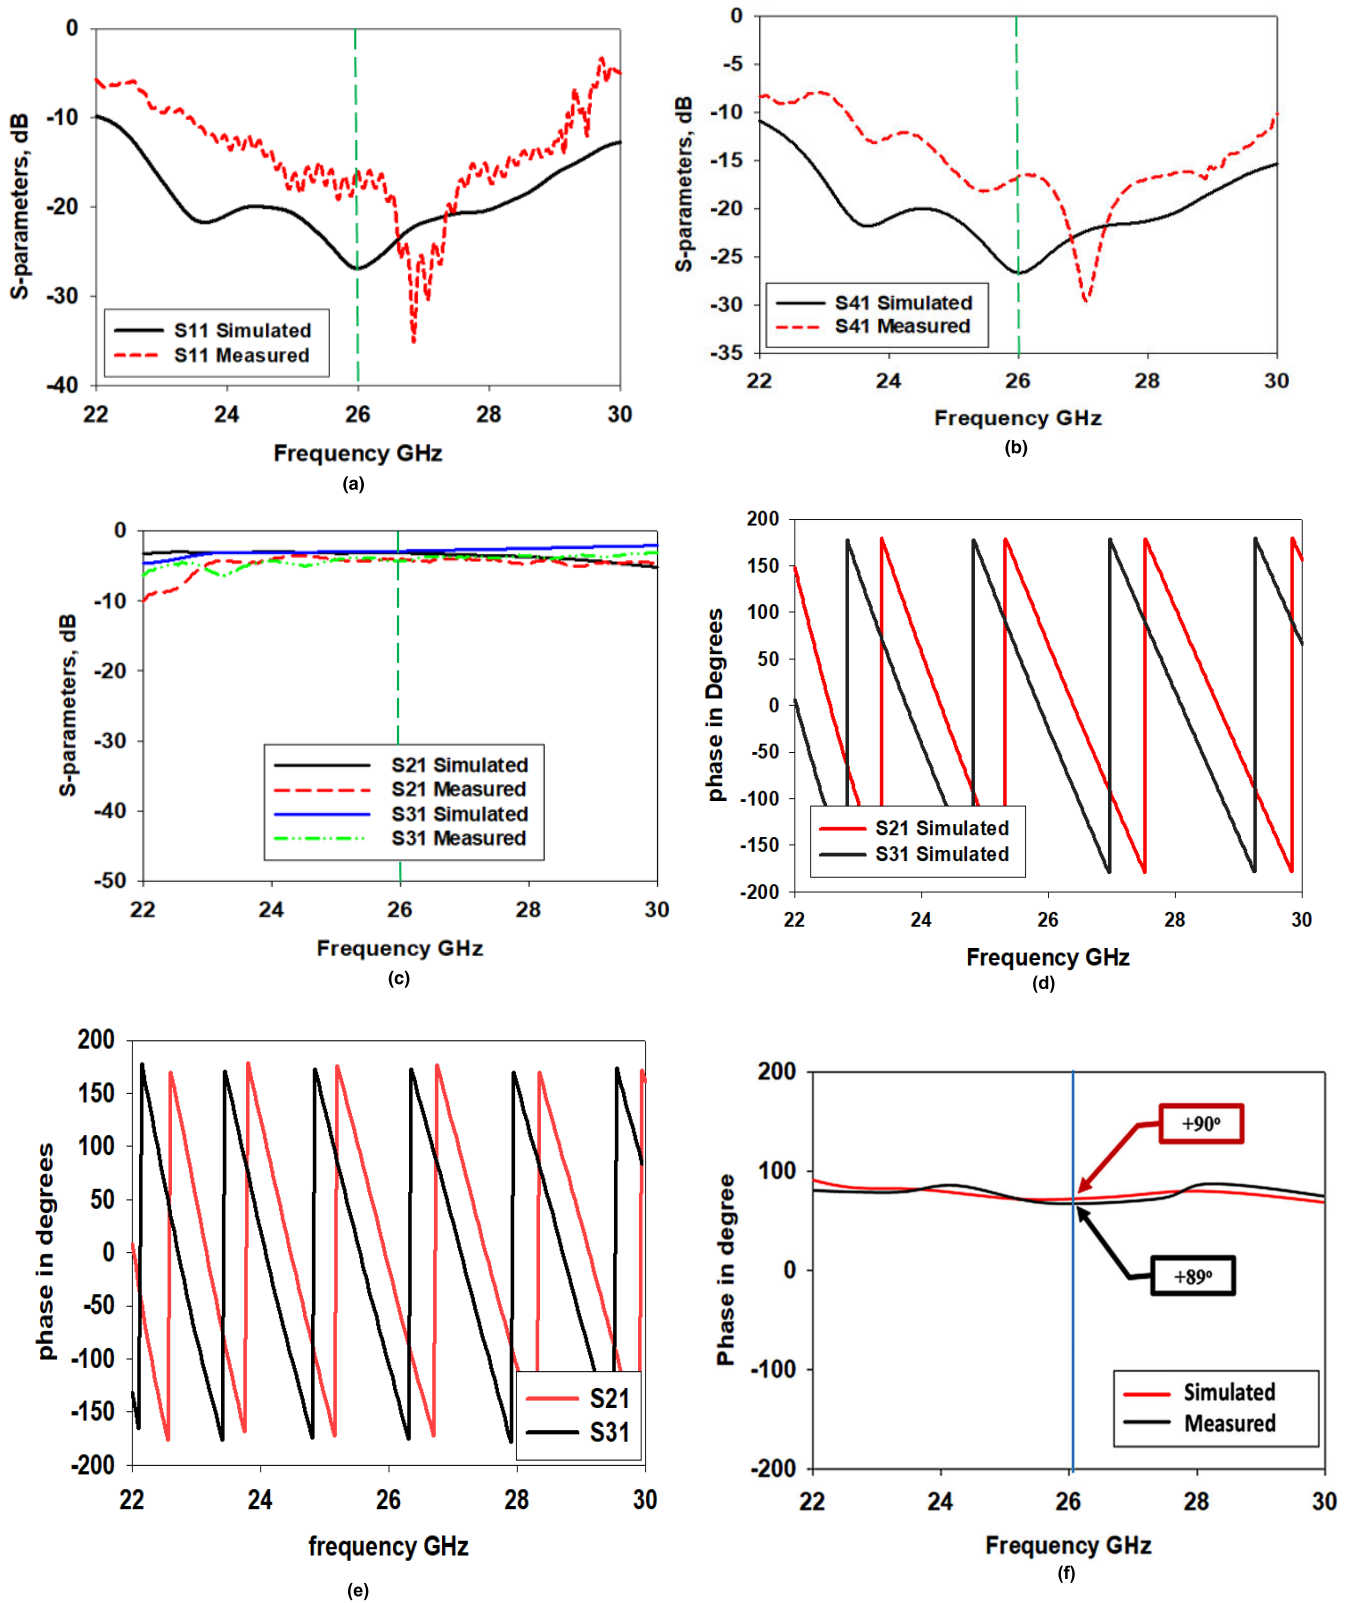 0
-10
-20
-30
-40
S-parameters, dB
S11 Simulated
S11 Measured
22
24
26
28
30
Frequency GHz
(a)
0
-5
-10
-15
-20
-25
-30
-35
S-parameters, dB
S41 Simulated
S41 Measured
22
24
26
28
30
Frequency GHz
(b)
0
-10
-20
-30
-40
-50
S-parameters, dB
S21 Simulated
S21 Measured
S31 Simulated
S31 Measured
22
24
26
28
30
Frequency GHz
(c)
200
150
100
50
0
-50
-100
-150
-200
phase in Degrees
S21 Simulated
S31 Simulated
22
24
26
28
30
Frequency GHz
(d)
200
150
100
50
0
-50
-100
-150
-200
phase in degrees
S21
S31
22
24
26
28
30
frequency GHz
(e)
200
100
0
-100
-200
Phase in degree
+90º
+89º
Simulated
Measured
22
24
26
28
30
Frequency GHz
(f)